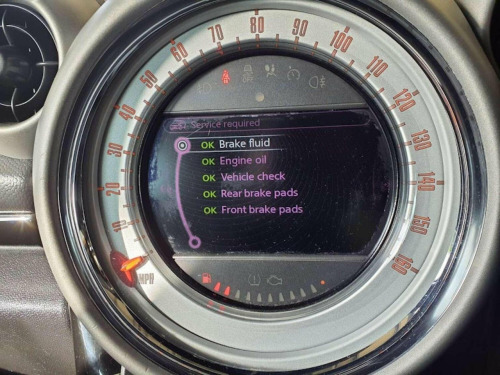 80
90
70
100
60
110
50
120
40
130
30
140
20
150
10
160
MPH
Service required
OK Brake fluid
OK Engine oil
OK Vehicle check
OK Rear brake pads
OK Front brake pads